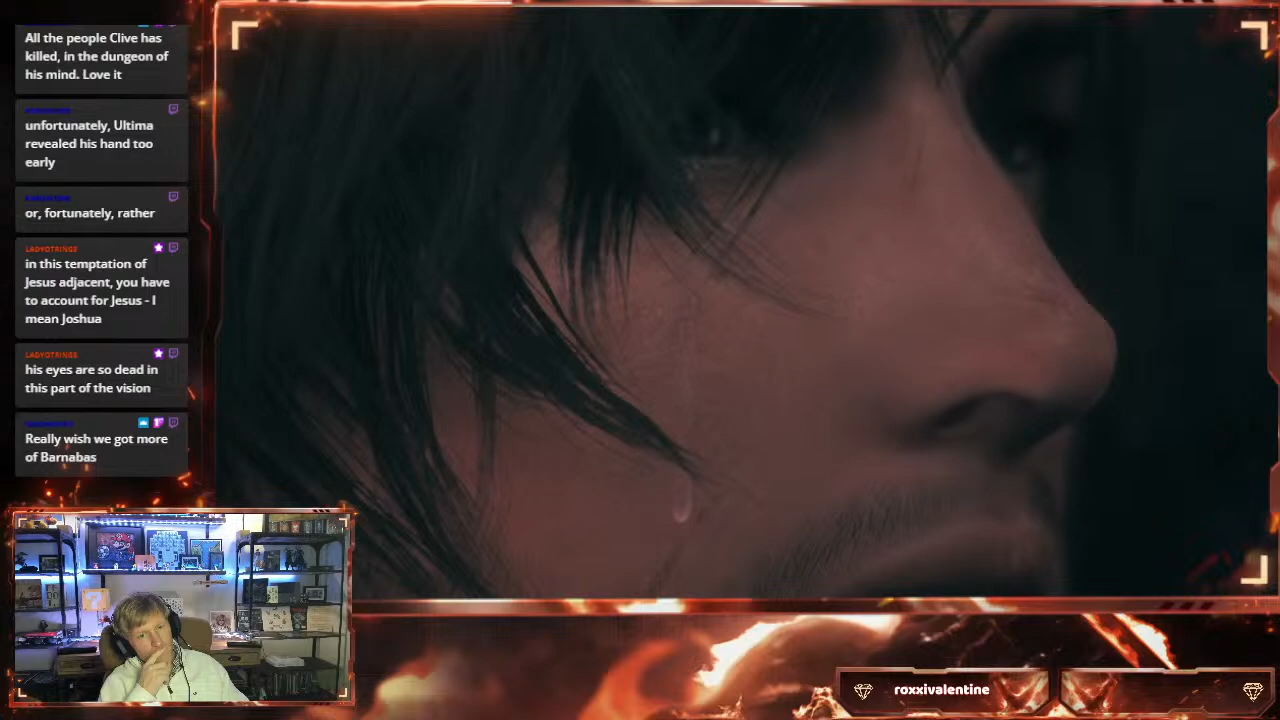 All the people Clive has
killed, in the dungeon of
his mind. Love it
unfortunately, Ultima
revealed his hand too
early
or, fortunately, rather
LADYOTRINGS
in this temptation of
Jesus adjacent, you have
to account for Jesus - I
mean Joshua
LADYOTRINGS
his eyes are so dead in
this part of the vision
Really wish we got more
of Barnabas
roxxivalentine